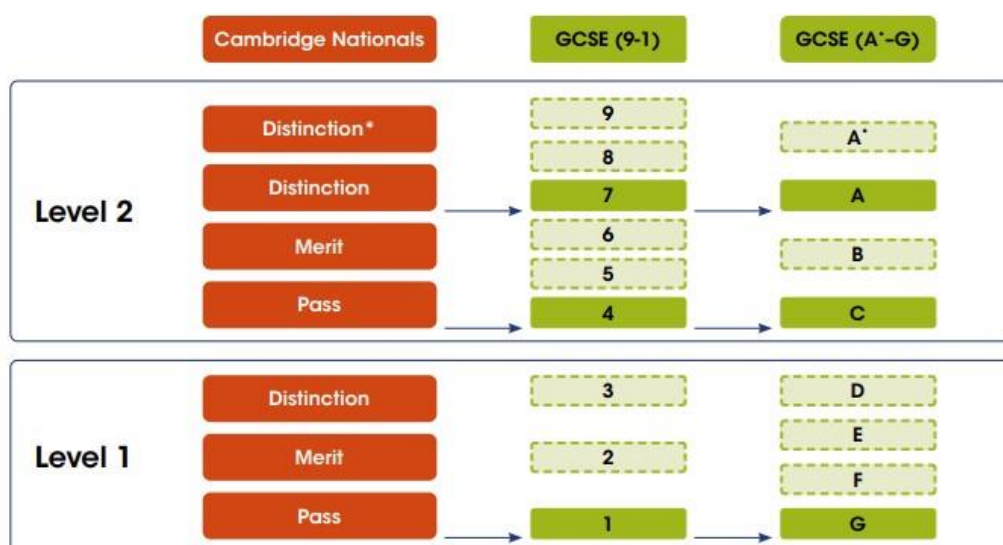 Cambridge Nationals GCSE (9-1) GCSE (A*-G)
Level 2
Distinction* 9 A*
8
Distinction 7 A
Merit 6 B
5
Pass 4 C
Level 1
Distinction 3 D
E
Merit 2
F
Pass 1 G